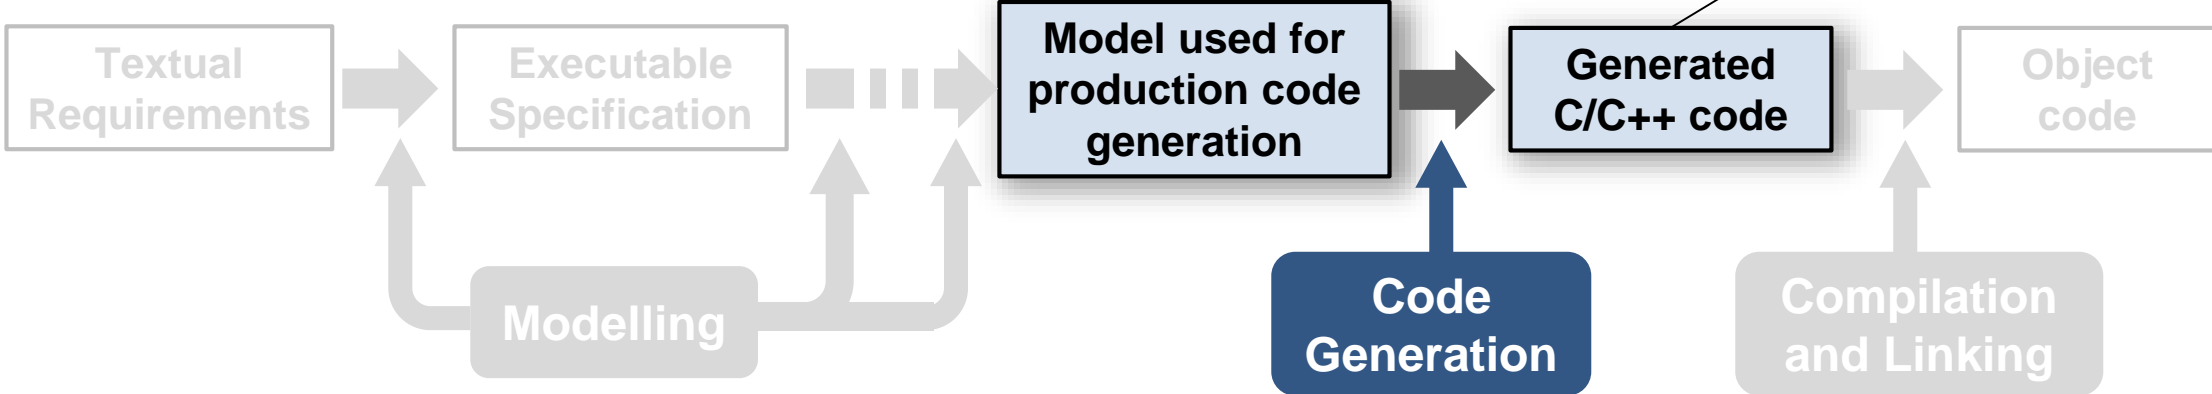 Textual
Requirements
Executable
Specification
Model used for
production code
generation
Generated
C/C++ code
Object
code
Modelling
Code
Generation
Compilation
and Linking